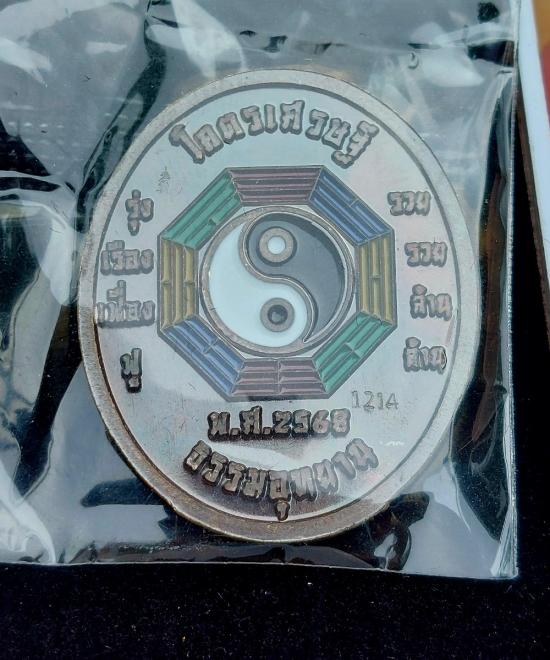 โคตรเศรษฐี
รุ่ง
เรือง
เฟื่อง
ฟู
รวย
รวย
ล้าน
ล้าน
1214
พ.ศ.2568
ธรรมอุทยาน